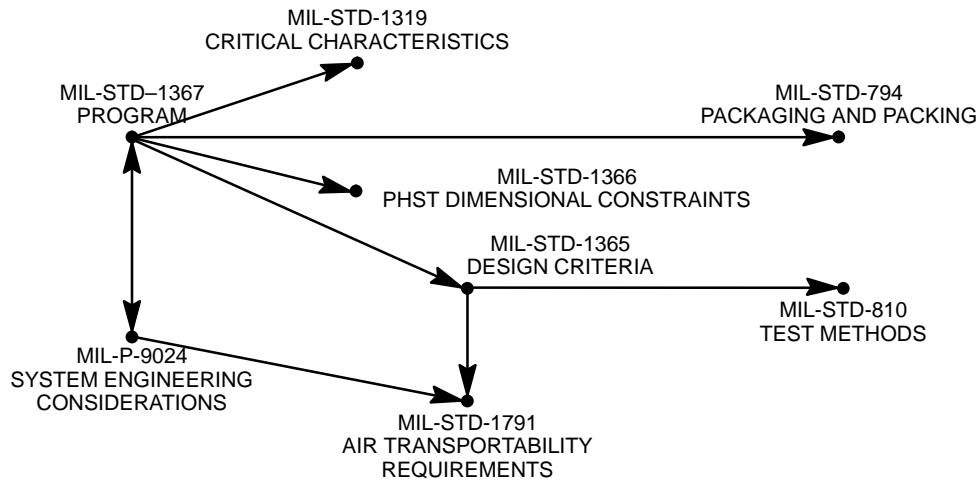 MIL-STD-1319
CRITICAL CHARACTERISTICS
MIL-STD–1367
PROGRAM
MIL-STD-794
PACKAGING AND PACKING
MIL-STD-1366
PHST DIMENSIONAL CONSTRAINTS
MIL-STD-1365
DESIGN CRITERIA
MIL-STD-810
TEST METHODS
MIL-P-9024
SYSTEM ENGINEERING
CONSIDERATIONS
MIL-STD-1791
AIR TRANSPORTABILITY
REQUIREMENTS